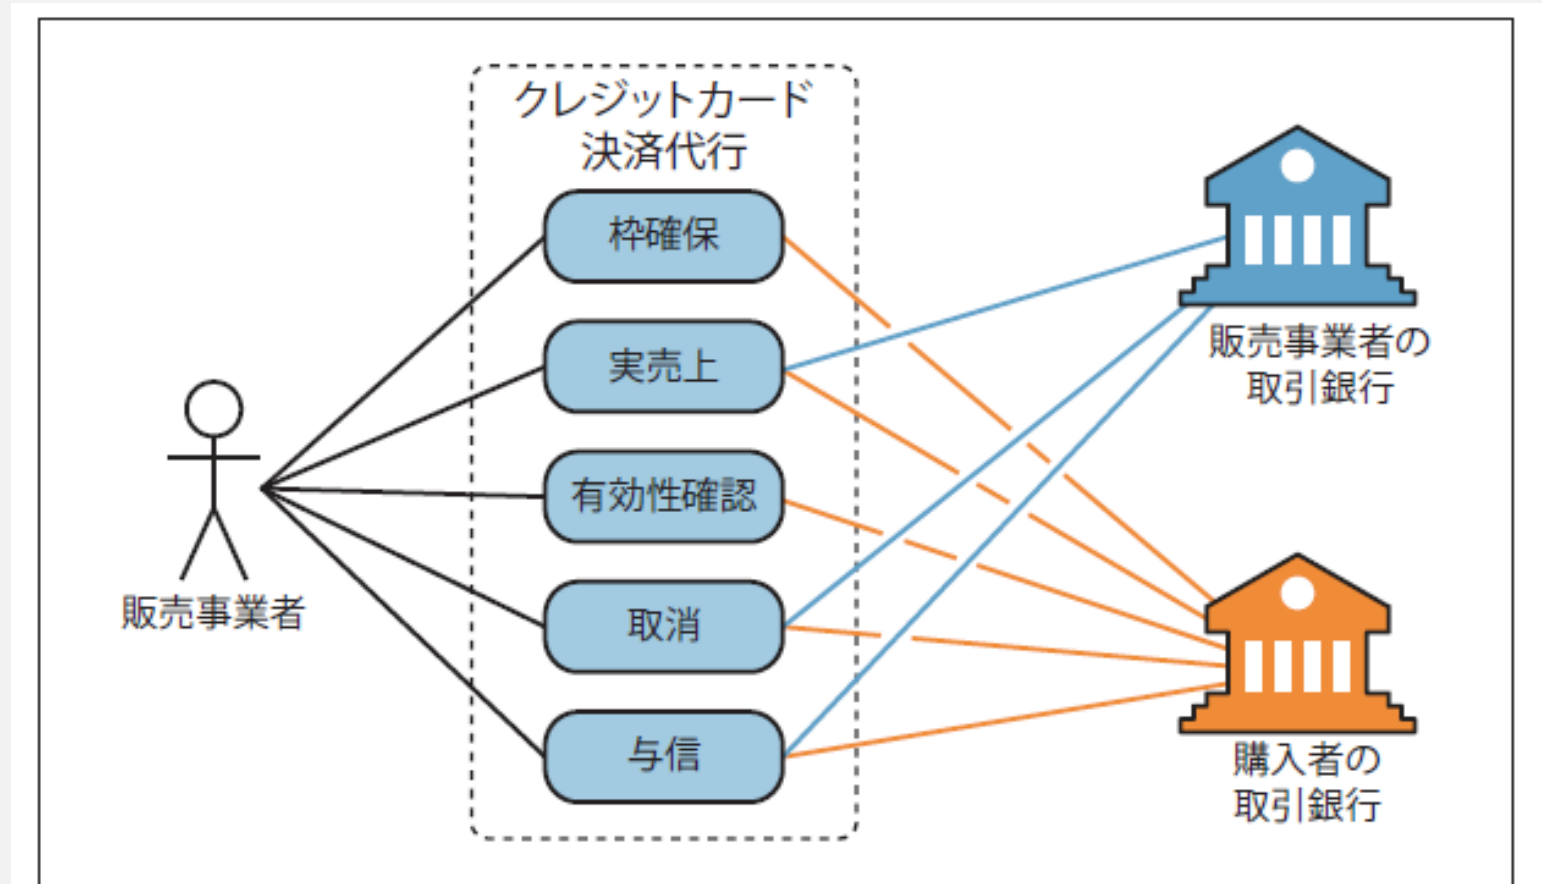 クレジットカード
決済代行
枠確保
実売上
有効性確認
取消
与信
販売事業者
販売事業者の
取引銀行
購入者の
取引銀行